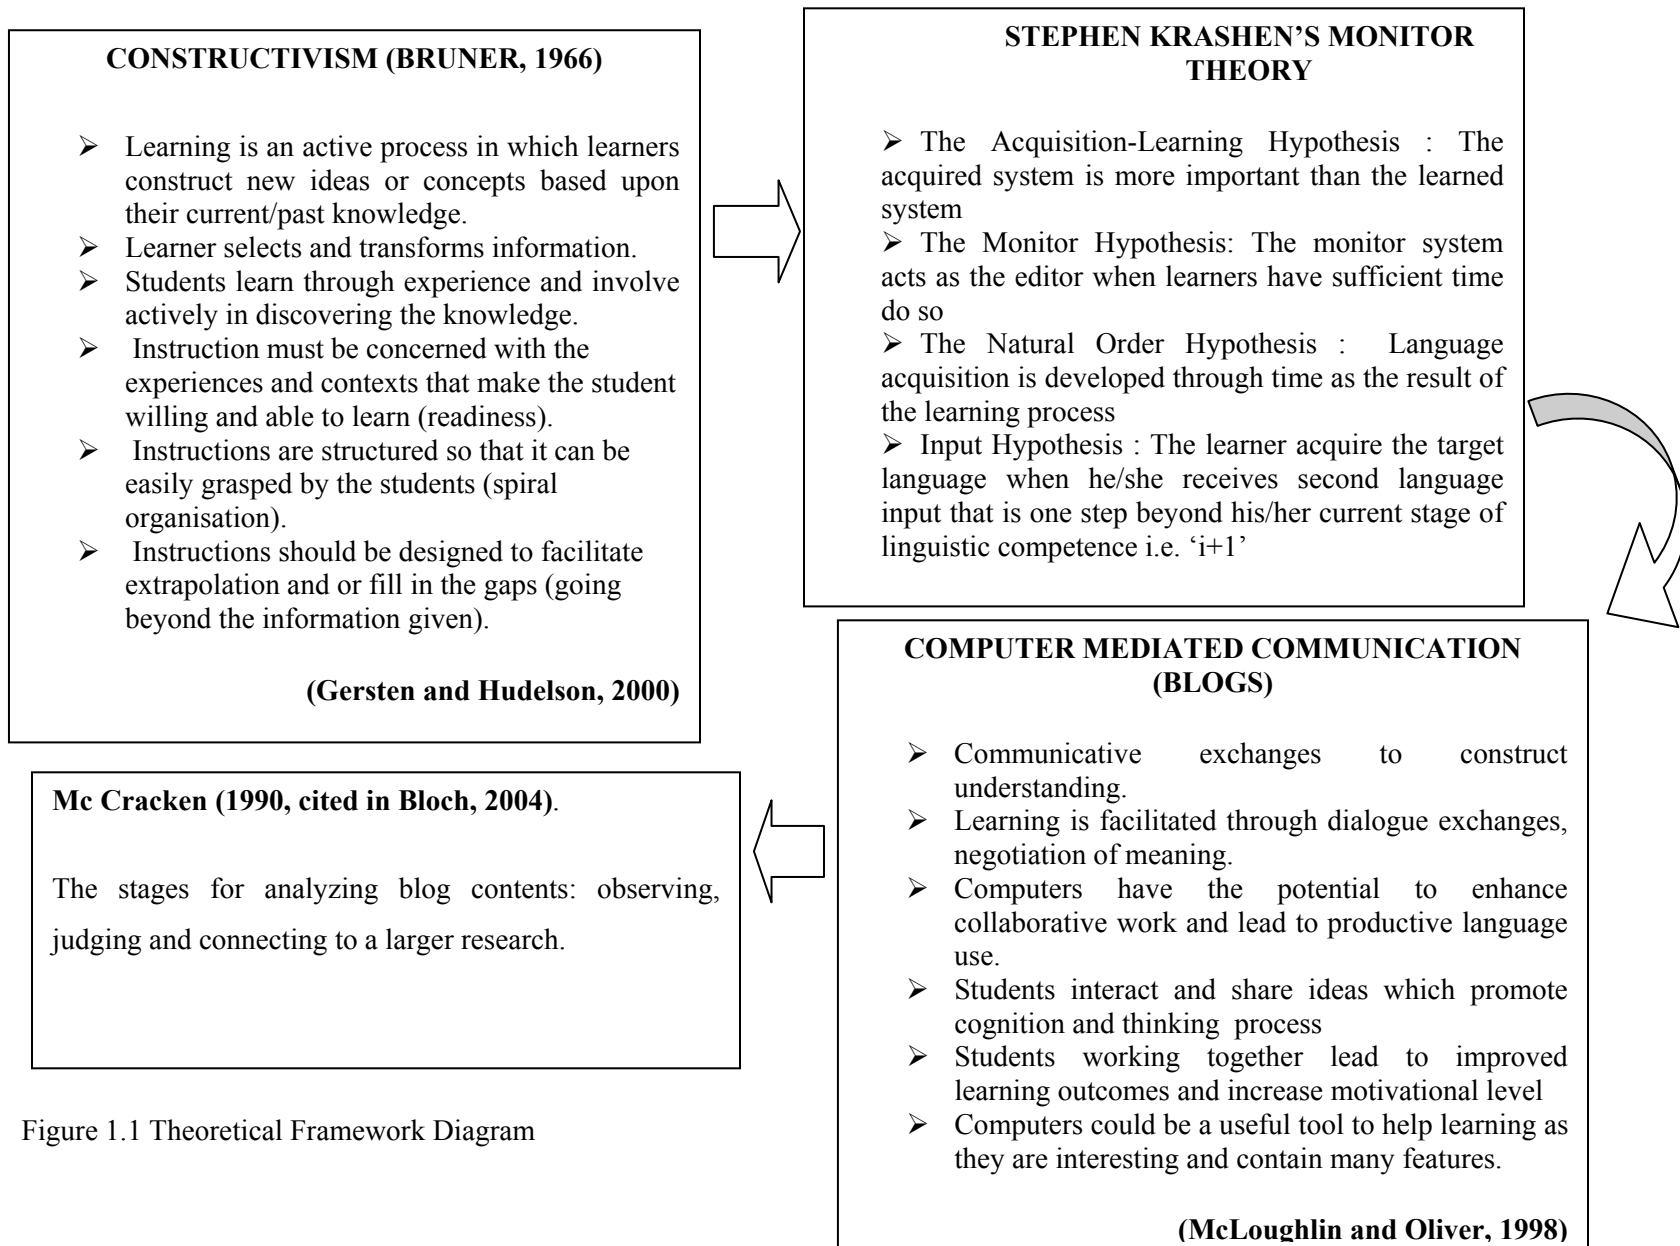 CONSTRUCTIVISM (BRUNER, 1966)
➢ Learning is an active process in which learners
construct new ideas or concepts based upon
their current/past knowledge.
➢ Learner selects and transforms information.
➢ Students learn through experience and involve
actively in discovering the knowledge.
➢ Instruction must be concerned with the
experiences and contexts that make the student
willing and able to learn (readiness).
➢ Instructions are structured so that it can be
easily grasped by the students (spiral
organisation).
➢ Instructions should be designed to facilitate
extrapolation and or fill in the gaps (going
beyond the information given).
(Gersten and Hudelson, 2000)
STEPHEN KRASHEN’S MONITOR
THEORY
➢ The Acquisition-Learning Hypothesis : The
acquired system is more important than the learned
system
➢ The Monitor Hypothesis: The monitor system
acts as the editor when learners have sufficient time
do so
➢ The Natural Order Hypothesis : Language
acquisition is developed through time as the result of
the learning process
➢ Input Hypothesis : The learner acquire the target
language when he/she receives second language
input that is one step beyond his/her current stage of
linguistic competence i.e. ‘i+1’
COMPUTER MEDIATED COMMUNICATION
(BLOGS)
➢ Communicative exchanges to construct
understanding.
➢ Learning is facilitated through dialogue exchanges,
negotiation of meaning.
➢ Computers have the potential to enhance
collaborative work and lead to productive language
use.
➢ Students interact and share ideas which promote
cognition and thinking process
➢ Students working together lead to improved
learning outcomes and increase motivational level
➢ Computers could be a useful tool to help learning as
they are interesting and contain many features.
(McLoughlin and Oliver, 1998)
Mc Cracken (1990, cited in Bloch, 2004).
The stages for analyzing blog contents: observing,
judging and connecting to a larger research.
Figure 1.1 Theoretical Framework Diagram